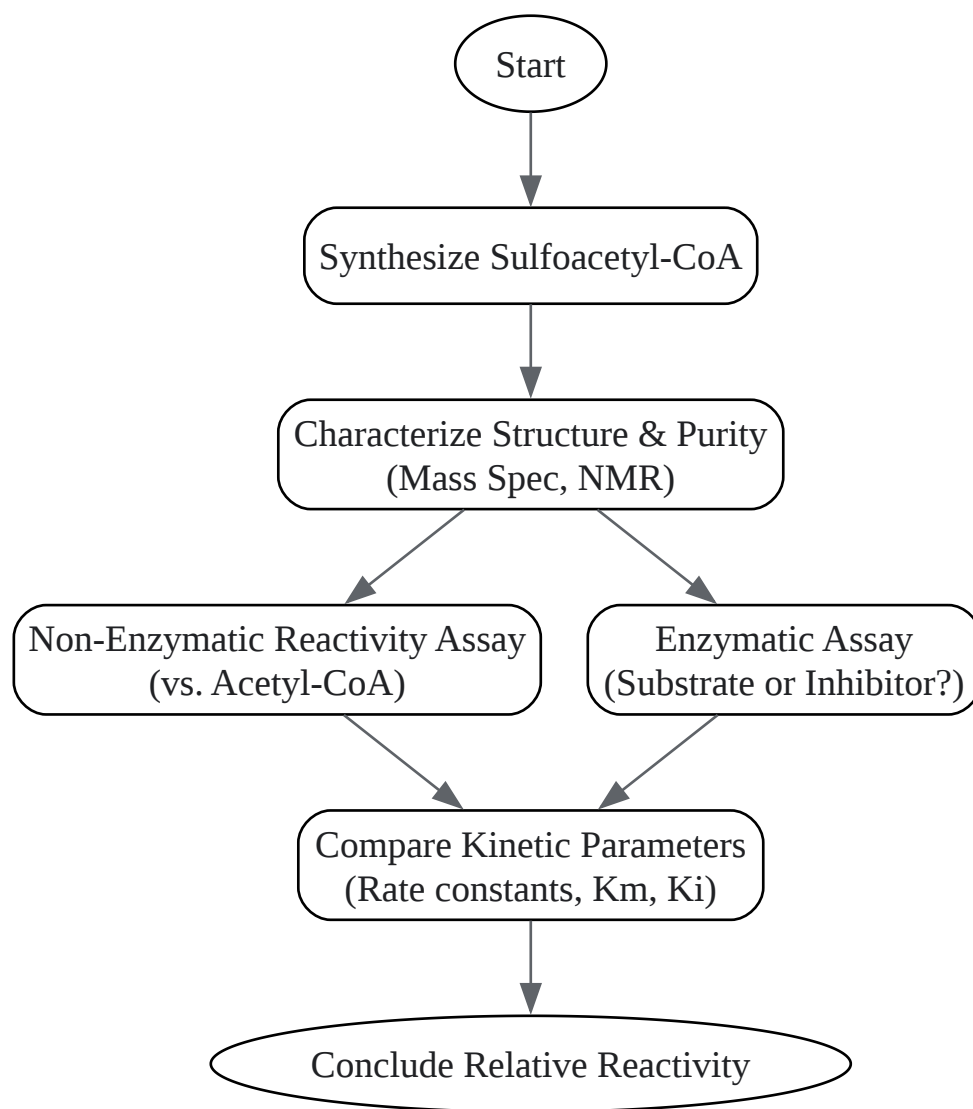 Start
Synthesize Sulfoacetyl-CoA
Characterize Structure & Purity
(Mass Spec, NMR)
Non-Enzymatic Reactivity Assay
(vs. Acetyl-CoA)
Enzymatic Assay
(Substrate or Inhibitor?)
Compare Kinetic Parameters
(Rate constants, Km, Ki)
Conclude Relative Reactivity